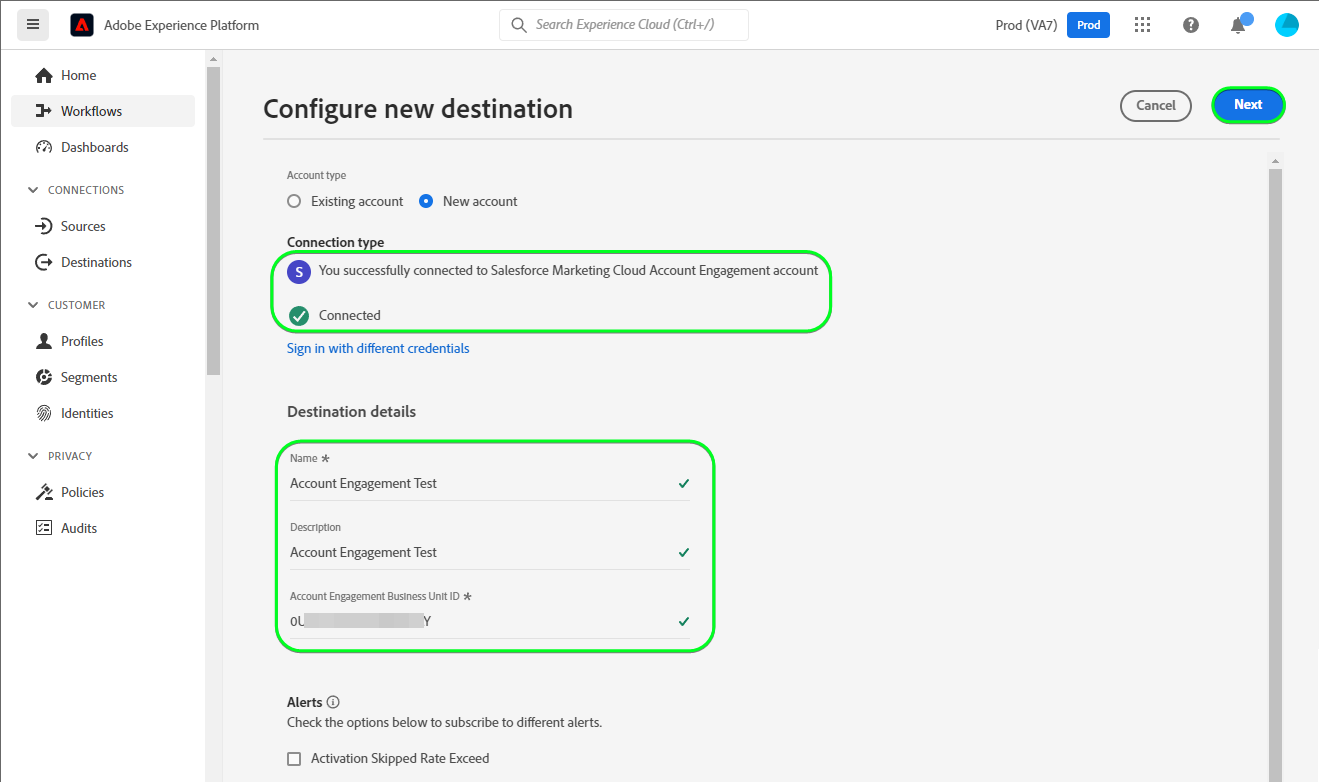 Adobe Experience Platform
Search Experience Cloud (Ctrl+/)
Prod (VA7)
Prod
Home
Workflows
Dashboards
CONNECTIONS
Sources
Destinations
CUSTOMER
Profiles
Segments
Identities
PRIVACY
Policies
Audits
Configure new destination
Cancel
Next
Account type
Existing account
New account
Connection type
S
You successfully connected to Salesforce Marketing Cloud Account Engagement account
Connected
Sign in with different credentials
Destination details
Name *
Account Engagement Test
Description
Account Engagement Test
Account Engagement Business Unit ID *
0U Y
Alerts
Check the options below to subscribe to different alerts.
Activation Skipped Rate Exceed